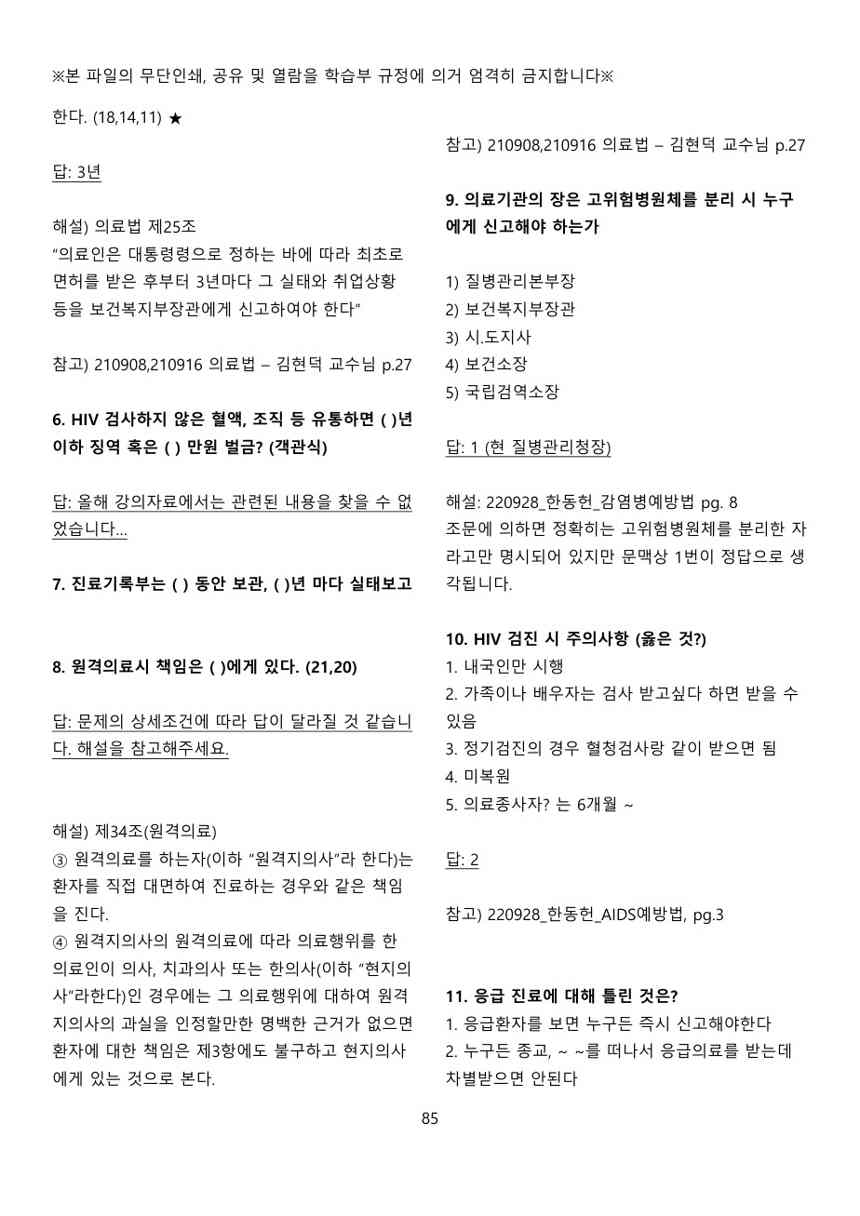 ※본 파일의 무단인쇄, 공유 및 열람을 학습부 규정에 의거 엄격히 금지합니다※
한다. (18,14,11) ★
답: 3년
해설) 의료법 제25조
“의료인은 대통령령으로 정하는 바에 따라 최초로
면허를 받은 후부터 3년마다 그 실태와 취업상황
등을 보건복지부장관에게 신고하여야 한다”
참고) 210908,210916 의료법 – 김현덕 교수님 p.27
6. HIV 검사하지 않은 혈액, 조직 등 유통하면 ( )년
이하 징역 혹은 ( ) 만원 벌금? (객관식)
답: 올해 강의자료에서는 관련된 내용을 찾을 수 없
었습니다...
7. 진료기록부는 ( ) 동안 보관, ( )년 마다 실태보고
8. 원격의료시 책임은 ( )에게 있다. (21,20)
답: 문제의 상세조건에 따라 답이 달라질 것 같습니
다. 해설을 참고해주세요.
해설) 제34조(원격의료)
③ 원격의료를 하는자(이하 “원격지의사”라 한다)는
환자를 직접 대면하여 진료하는 경우와 같은 책임
을 진다.
④ 원격지의사의 원격의료에 따라 의료행위를 한
의료인이 의사, 치과의사 또는 한의사(이하 “현지의
사”라한다)인 경우에는 그 의료행위에 대하여 원격
지의사의 과실을 인정할만한 명백한 근거가 없으면
환자에 대한 책임은 제3항에도 불구하고 현지의사
에게 있는 것으로 본다.
참고) 210908,210916 의료법 – 김현덕 교수님 p.27
9. 의료기관의 장은 고위험병원체를 분리 시 누구
에게 신고해야 하는가
1) 질병관리본부장
2) 보건복지부장관
3) 시.도지사
4) 보건소장
5) 국립검역소장
답: 1 (현 질병관리청장)
해설: 220928_한동헌_감염병예방법 pg. 8
조문에 의하면 정확히는 고위험병원체를 분리한 자
라고만 명시되어 있지만 문맥상 1번이 정답으로 생
각됩니다.
10. HIV 검진 시 주의사항 (옳은 것?)
1. 내국인만 시행
2. 가족이나 배우자는 검사 받고싶다 하면 받을 수
있음
3. 정기검진의 경우 혈청검사랑 같이 받으면 됨
4. 미복원
5. 의료종사자? 는 6개월 ~
답: 2
참고) 220928_한동헌_AIDS예방법, pg.3
11. 응급 진료에 대해 틀린 것은?
1. 응급환자를 보면 누구든 즉시 신고해야한다
2. 누구든 종교, ~ ~를 떠나서 응급의료를 받는데
차별받으면 안된다
85